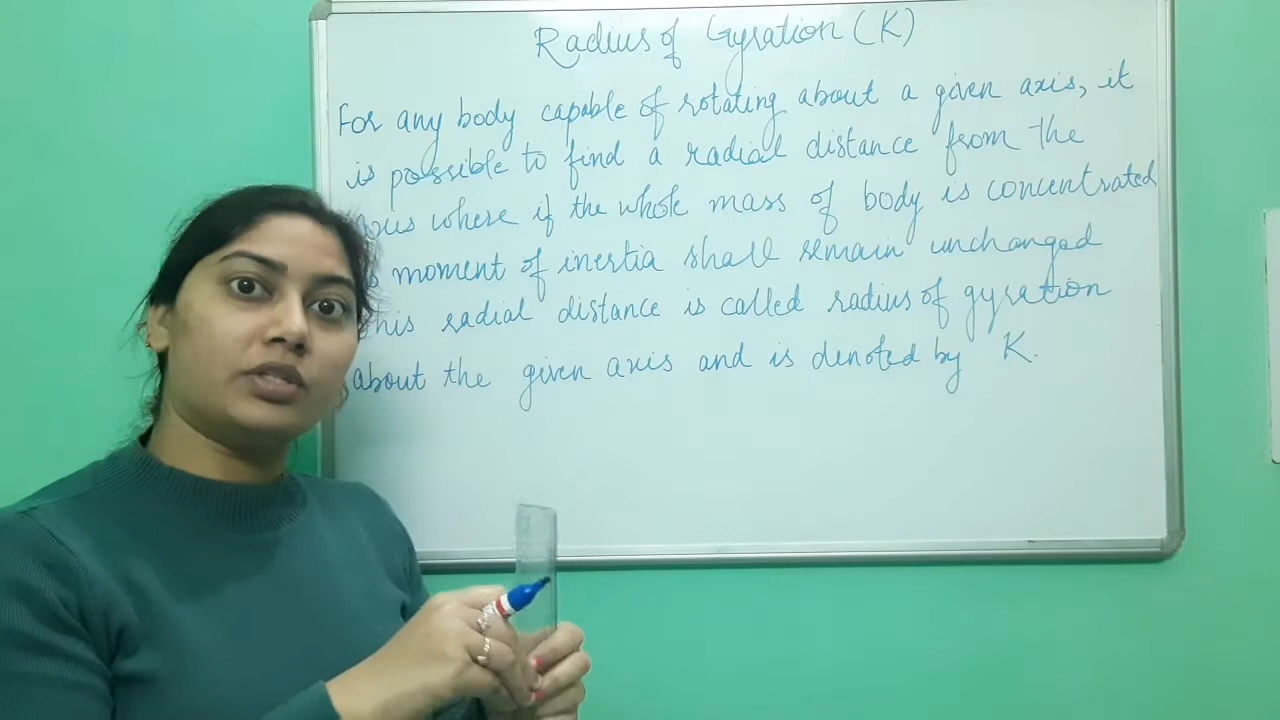 Radius of Gyration (K)
For any body capable of rotating about a given axis, it
is possible to find a radial distance from the
axis where if the whole mass of body is concentrated
moment of inertia shall remain unchanged
This radial distance is called radius of gyration
about the given axis and is denoted by K.